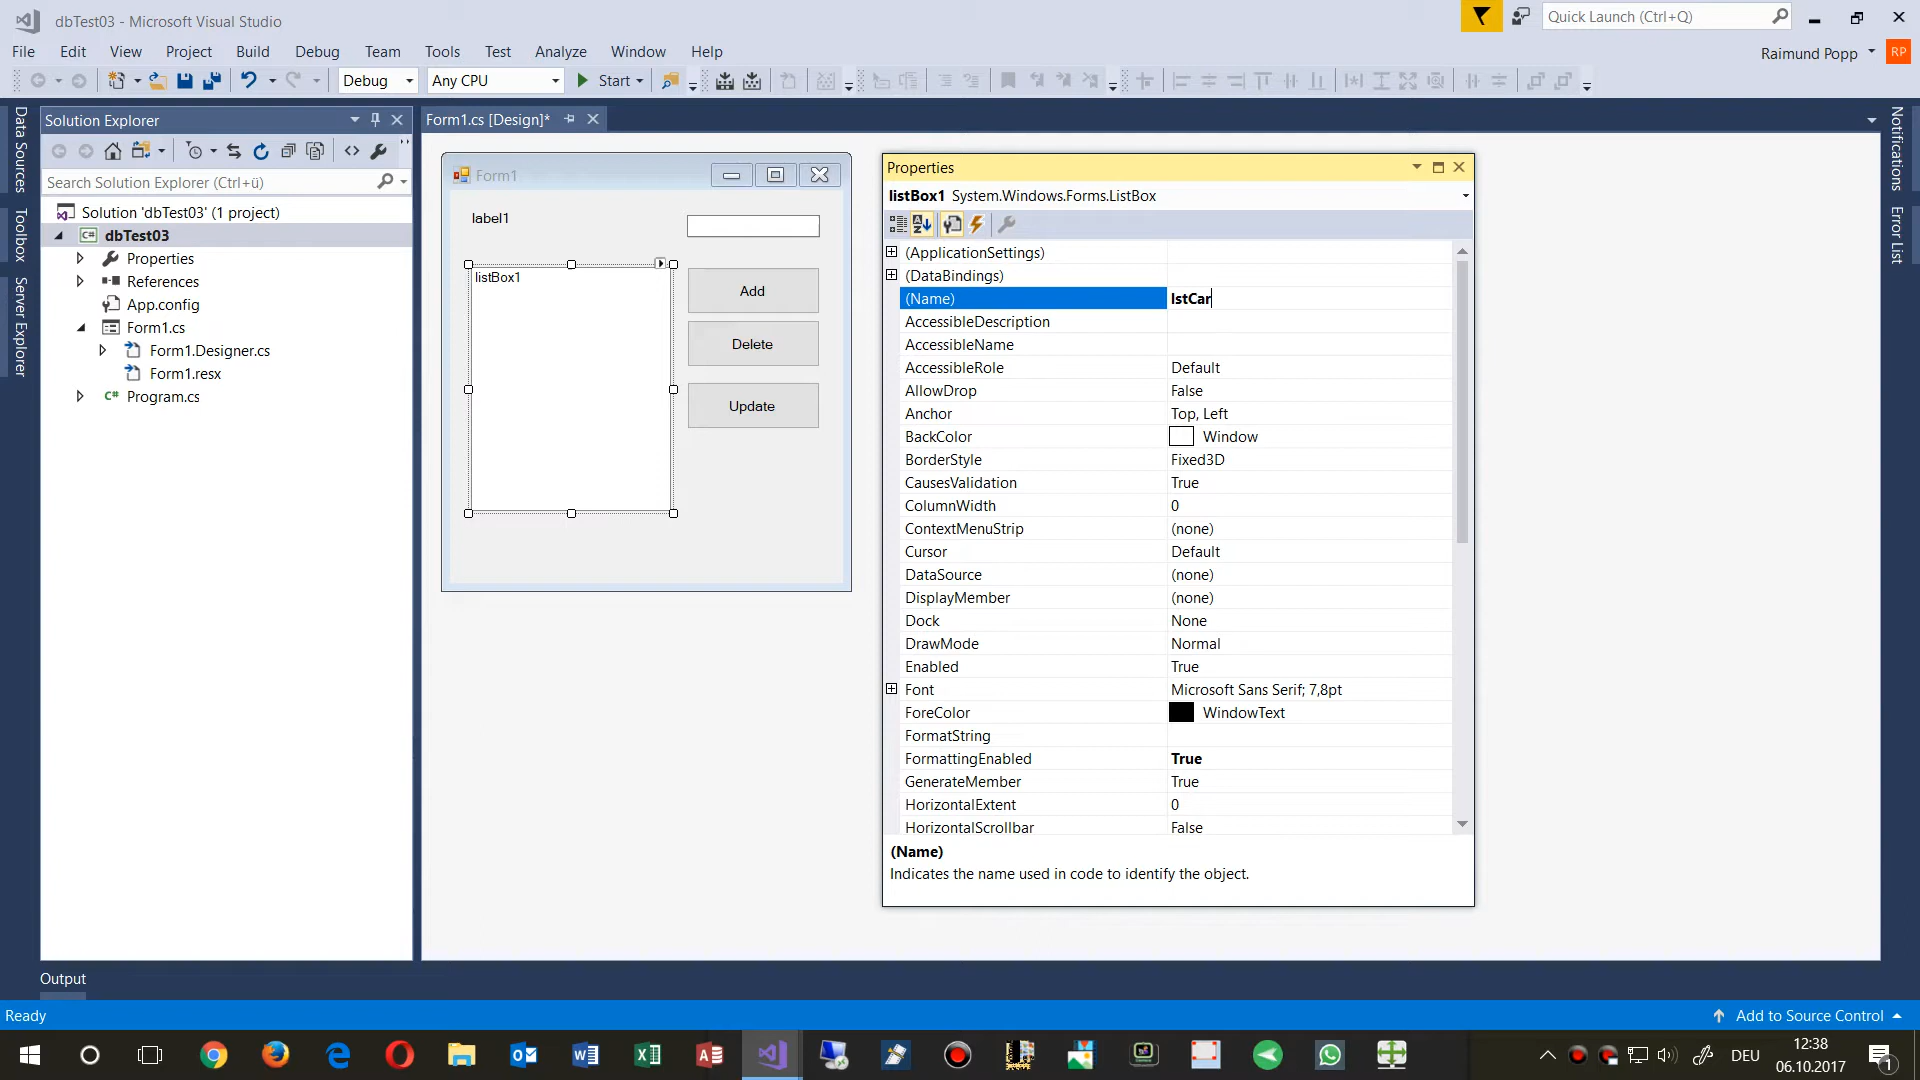 dbTest03 - Microsoft Visual Studio
Quick Launch (Ctrl+Q)
File Edit View Project Build Debug Team Tools Test Analyze Window Help
Raimund Popp
RP
Debug Any CPU Start
Data Sources
Toolbox
Server Explorer
Solution Explorer
Search Solution Explorer (Ctrl+ü)
Solution 'dbTest03' (1 project)
C# dbTest03
Properties
References
App.config
Form1.cs
Form1.Designer.cs
Form1.resx
C# Program.cs
Form1.cs [Design]*
Form1
label1
listBox1
Add
Delete
Update
Properties
listBox1 System.Windows.Forms.ListBox
(ApplicationSettings)
(DataBindings)
(Name) lstCar
AccessibleDescription
AccessibleName
AccessibleRole Default
AllowDrop False
Anchor Top, Left
BackColor Window
BorderStyle Fixed3D
CausesValidation True
ColumnWidth 0
ContextMenuStrip (none)
Cursor Default
DataSource (none)
DisplayMember (none)
Dock None
DrawMode Normal
Enabled True
Font Microsoft Sans Serif; 7,8pt
ForeColor WindowText
FormatString
FormattingEnabled True
GenerateMember True
HorizontalExtent 0
HorizontalScrollbar False
(Name)
Indicates the name used in code to identify the object.
Notifications
Error List
Output
Ready
Add to Source Control
DEU
12:38
06.10.2017
1